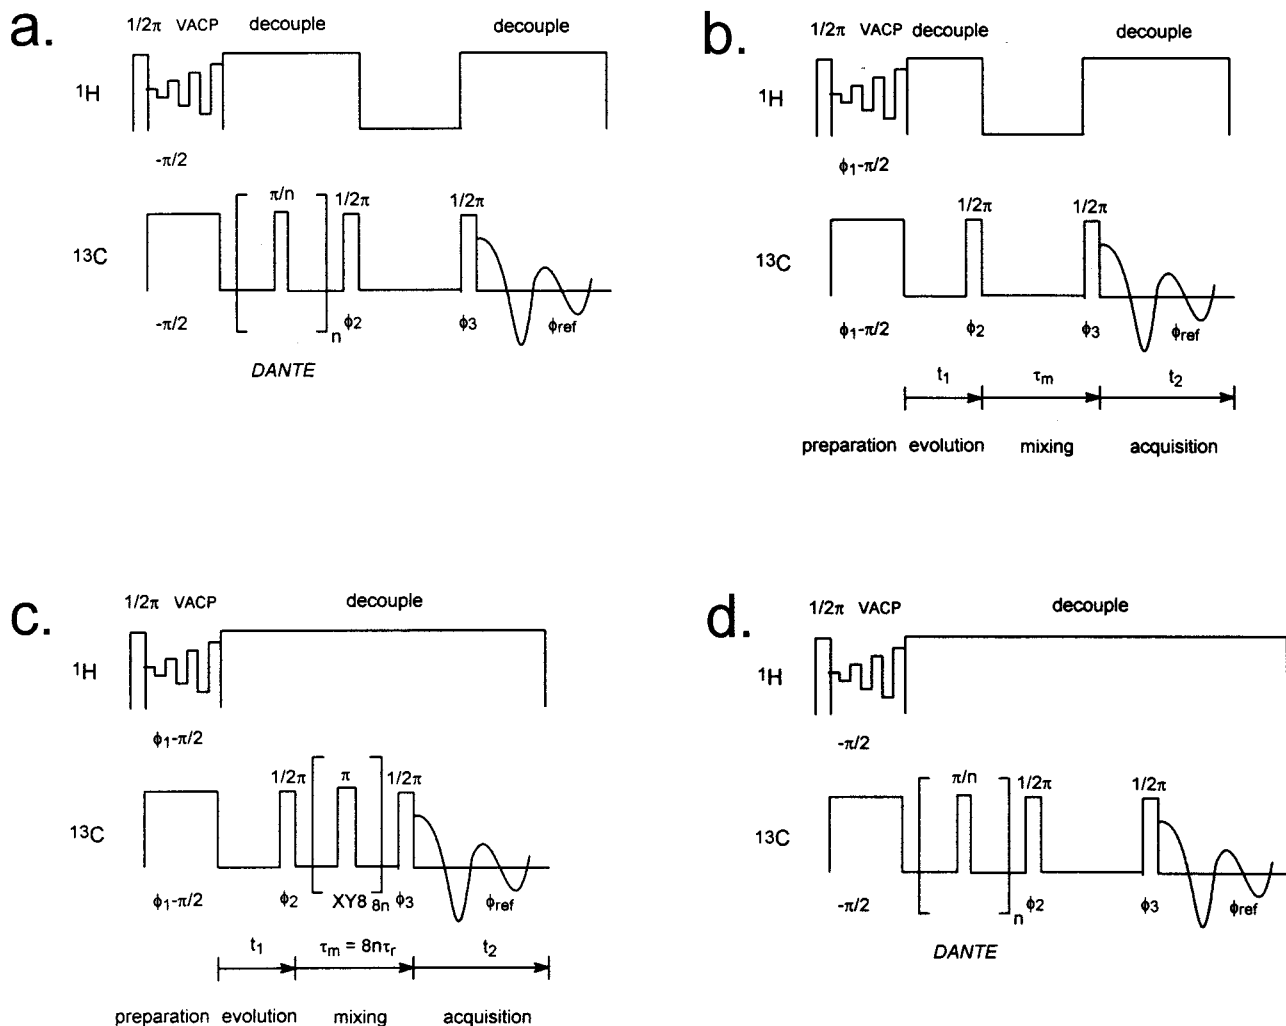 a.
1/2π VACP decouple decouple
¹H
-π/2
π/n 1/2π 1/2π
¹³C
-π/2 n ϕ2 ϕ3 ϕref
DANTE
b.
1/2π VACP decouple decouple
¹H
ϕ1-π/2
1/2π 1/2π
¹³C
ϕ1-π/2 ϕ2 ϕ3 ϕref
t1 τm t2
preparation evolution mixing acquisition
c.
1/2π VACP decouple
¹H
ϕ1-π/2
1/2π π 1/2π
¹³C
ϕ1-π/2 ϕ2 XY8 8n ϕ3 ϕref
t1 τm = 8nτr t2
preparation evolution mixing acquisition
d.
1/2π VACP decouple
¹H
-π/2
π/n 1/2π 1/2π
¹³C
-π/2 n ϕ2 ϕ3 ϕref
DANTE